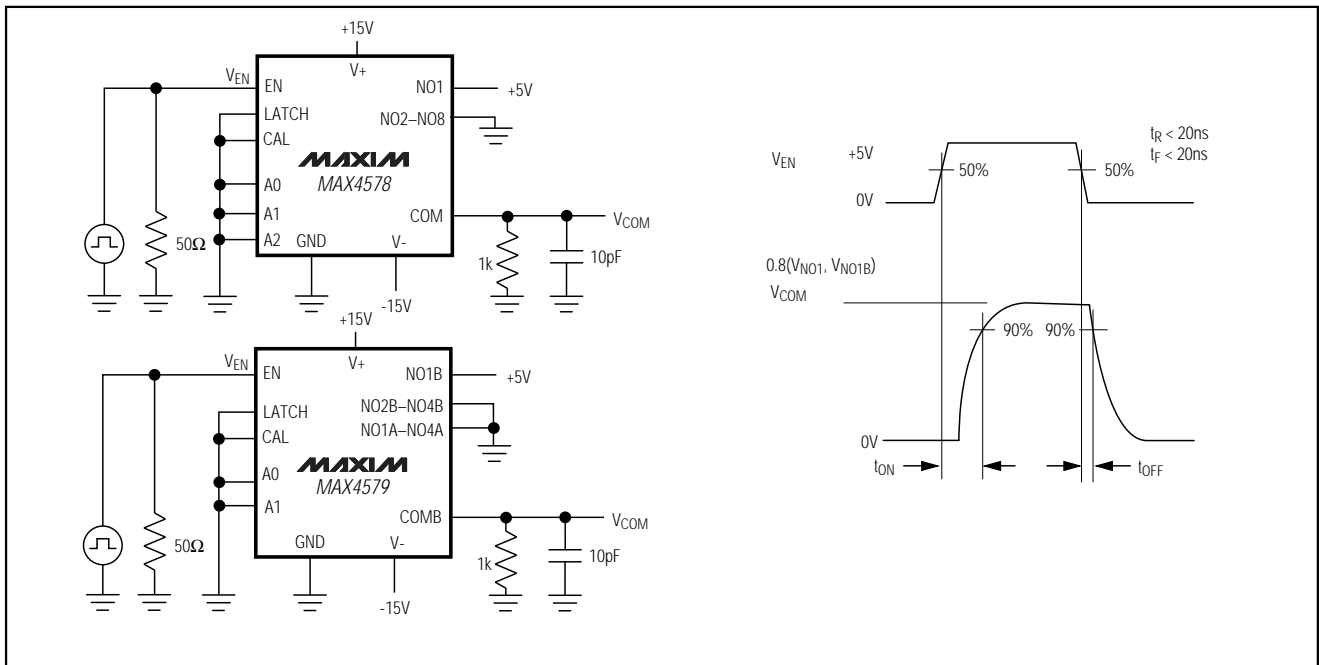 +15V
V+
VEN
EN
NO1
+5V
LATCH
NO2–NO8
CAL
MAXIM
MAX4578
A0
A1
COM
VCOM
A2
GND
V-
50Ω
1k
10pF
-15V
+15V
V+
VEN
EN
NO1B
+5V
LATCH
NO2B–NO4B
CAL
NO1A–NO4A
MAXIM
A0
MAX4579
A1
COMB
VCOM
50Ω
GND
V-
1k
10pF
-15V
tR < 20ns
tF < 20ns
VEN
+5V
50%
50%
0V
0.8(VNO1, VNO1B)
VCOM
90%
90%
0V
tON
tOFF